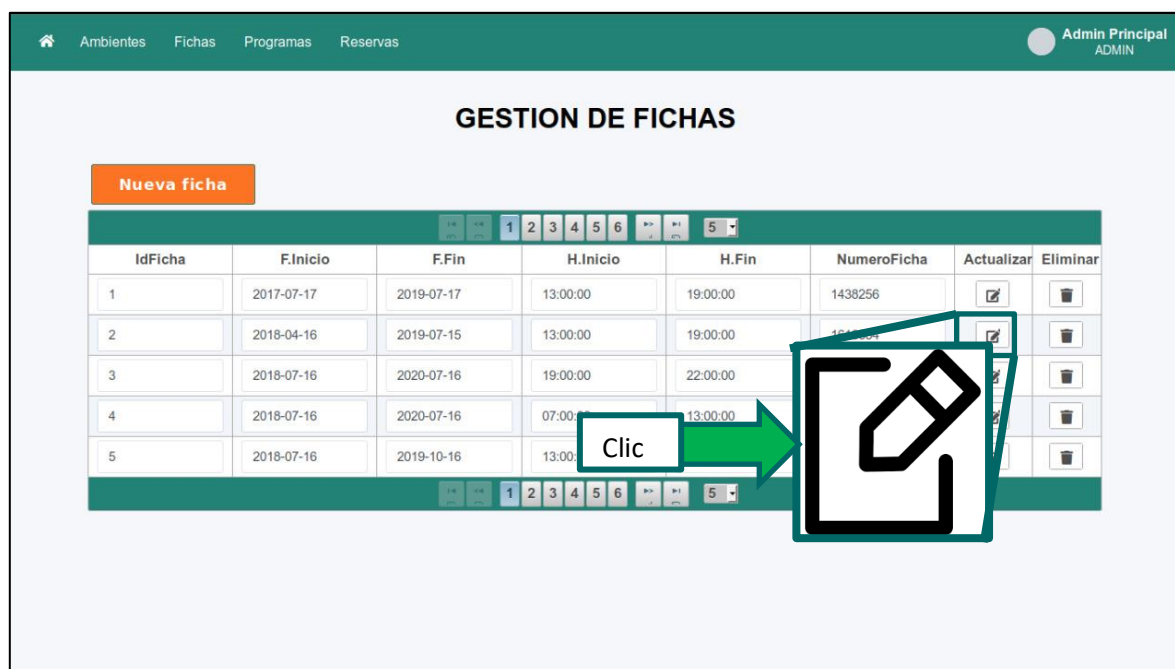 Ambientes Fichas Programas Reservas Admin Principal
ADMIN
GESTION DE FICHAS
Nueva ficha
1 2 3 4 5 6 5
IdFicha F.Inicio F.Fin H.Inicio H.Fin NumeroFicha Actualizar Eliminar
1 2017-07-17 2019-07-17 13:00:00 19:00:00 1438256
2 2018-04-16 2019-07-15 13:00:00 19:00:00
3 2018-07-16 2020-07-16 19:00:00 22:00:00
4 2018-07-16 2020-07-16 13:00:00
Clic
5 2018-07-16 2019-10-16
1 2 3 4 5 6 5